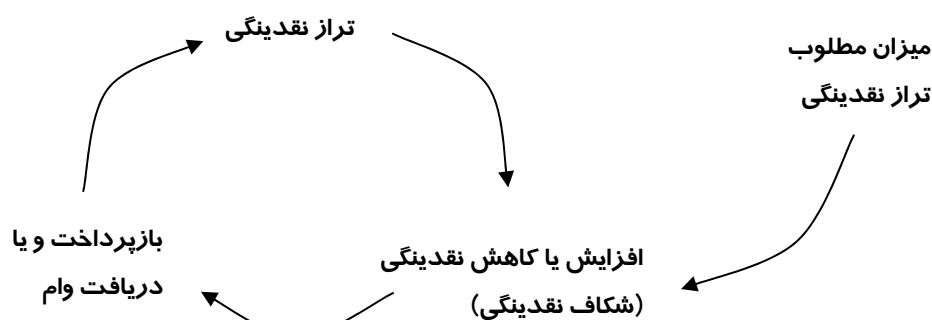 تراز نقدینگی
میزان مطلوب
تراز نقدینگی
افزایش یا کاهش نقدینگی
(شکاف نقدینگی)
بازپرداخت و یا
دریافت وام